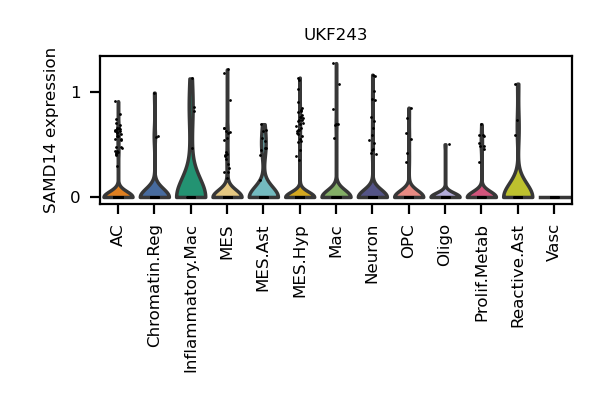 UKF243
SAMD14 expression
1
0
AC
Chromatin.Reg
Inflammatory.Mac
MES
MES.Ast
MES.Hyp
Mac
Neuron
OPC
Oligo
Prolif.Metab
Reactive.Ast
Vasc